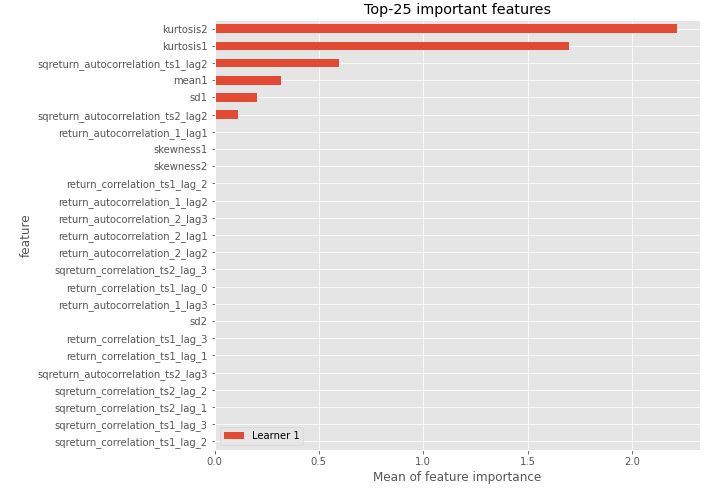 Top-25 important features
kurtosis2
kurtosis1
sqreturn_autocorrelation_ts1_lag2
mean1
sd1
sqreturn_autocorrelation_ts2_lag2
return_autocorrelation_1_lag1
skewness1
skewness2
return_correlation_ts1_lag_2
return_autocorrelation_1_lag2
return_autocorrelation_2_lag3
return_autocorrelation_2_lag1
return_autocorrelation_2_lag2
sqreturn_correlation_ts2_lag_3
return_correlation_ts1_lag_0
return_autocorrelation_1_lag3
sd2
return_correlation_ts1_lag_3
return_correlation_ts1_lag_1
sqreturn_autocorrelation_ts2_lag3
sqreturn_correlation_ts2_lag_2
sqreturn_correlation_ts2_lag_1
sqreturn_correlation_ts1_lag_3
sqreturn_correlation_ts1_lag_2
feature
Learner 1
0.0 0.5 1.0 1.5 2.0
Mean of feature importance